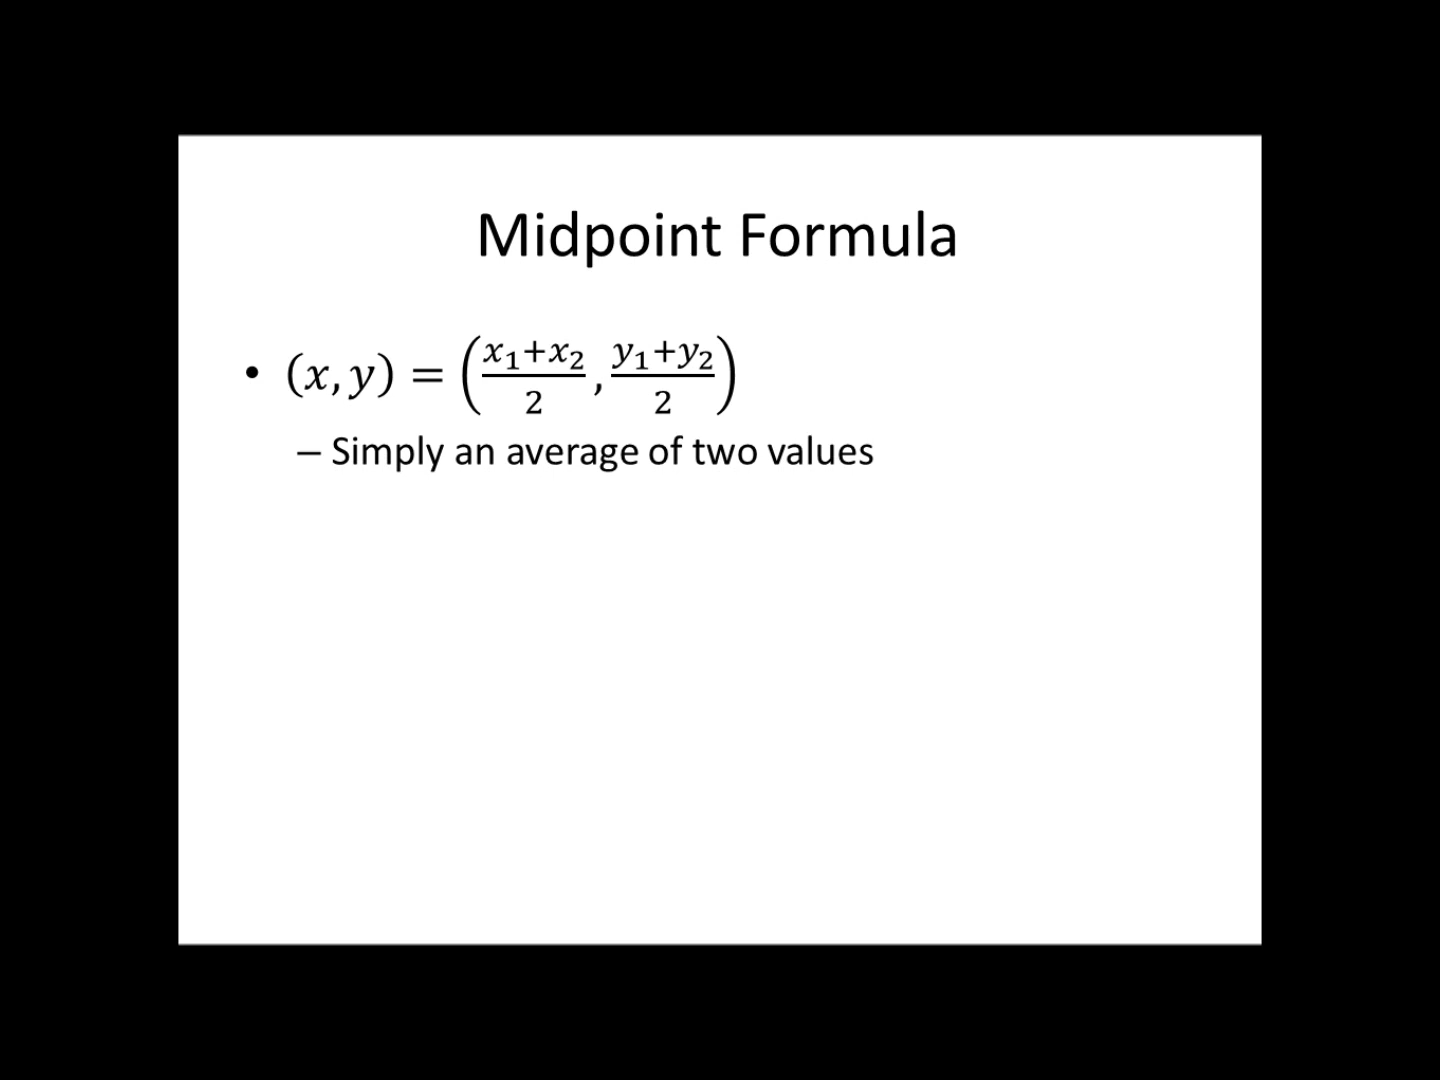 Midpoint Formula
• (x, y) = (x₁+x₂/2, y₁+y₂/2)
– Simply an average of two values